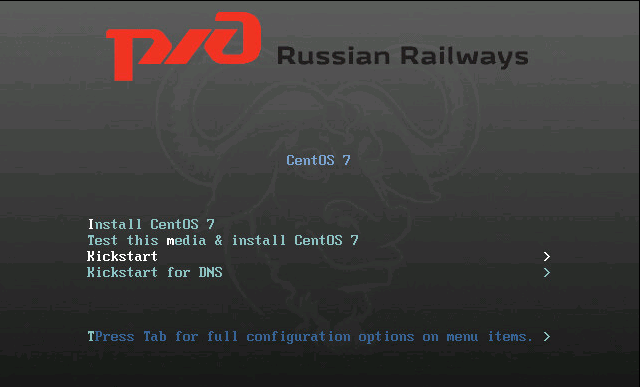 ржд Russian Railways
CentOS 7
Install CentOS 7
Test this media & install CentOS 7
Kickstart >
Kickstart for DNS >
TPress Tab for full configuration options on menu items. >